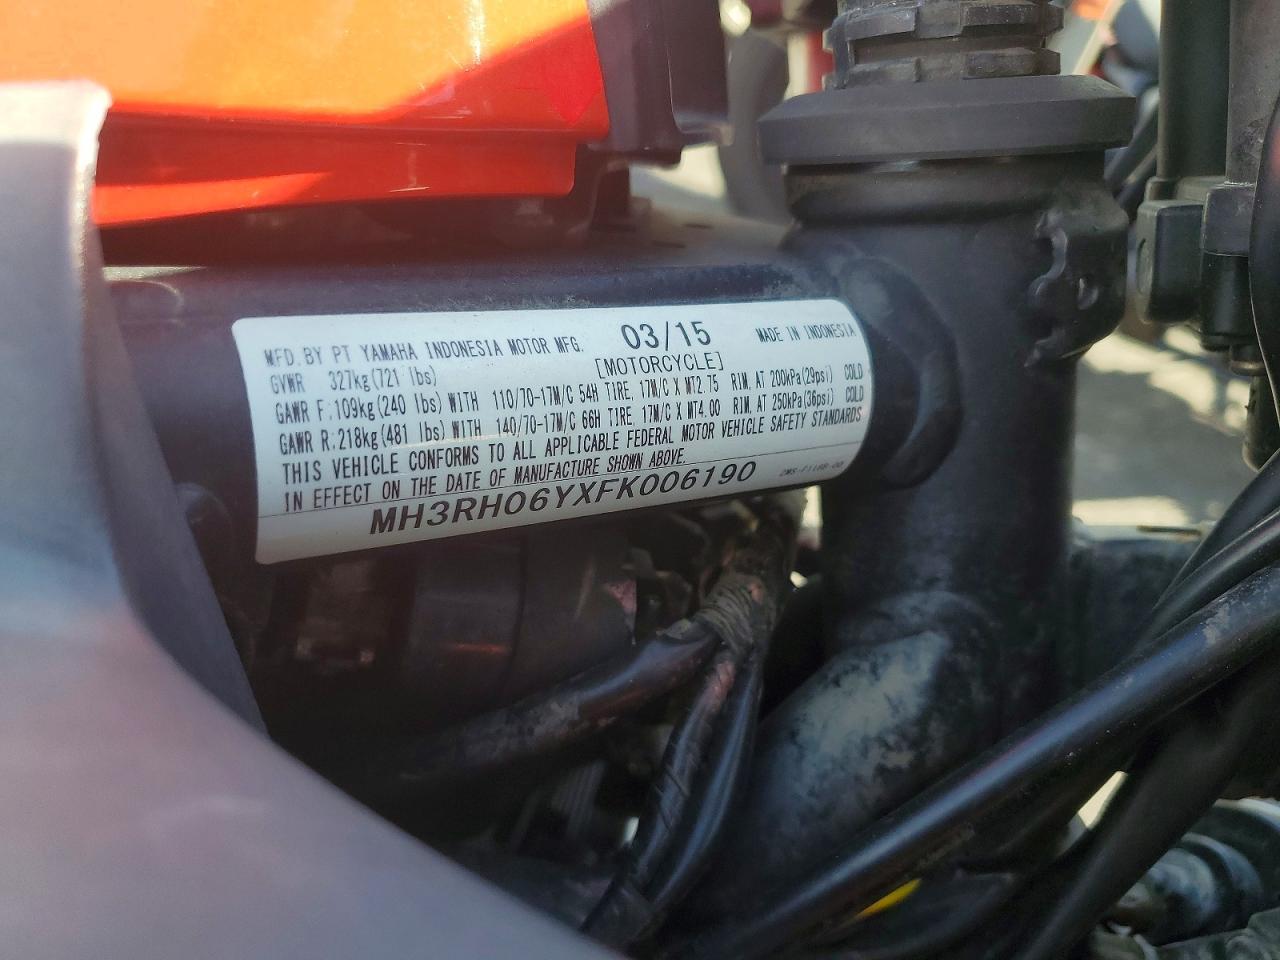 MFD. BY PT YAMAHA INDONESIA MOTOR MFG. 03/15 MADE IN INDONESIA
GVWR 327kg(721 lbs) [MOTORCYCLE]
GAWR F:109kg(240 lbs)WITH 110/70-17M/C 54H TIRE, 17M/C X MT2.75 RIM, AT 200kPa(29psi) COLD
GAWR R:218kg(481 lbs)WITH 140/70-17M/C 66H TIRE, 17M/C X MT4.00 RIM, AT 250kPa(36psi) COLD
THIS VEHICLE CONFORMS TO ALL APPLICABLE FEDERAL MOTOR VEHICLE SAFETY STANDARDS
IN EFFECT ON THE DATE OF MANUFACTURE SHOWN ABOVE.
MH3RH06YXFK006190